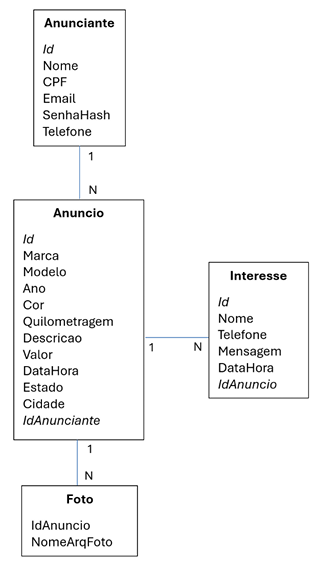 Anunciante
Id
Nome
CPF
Email
SenhaHash
Telefone
1
N
Anuncio
Id
Marca
Modelo
Ano
Cor
Quilometragem
Descricao
Valor
DataHora
Estado
Cidade
IdAnunciante
1
N
Interesse
Id
Nome
Telefone
Mensagem
DataHora
IdAnuncio
1
N
Foto
IdAnuncio
NomeArqFoto